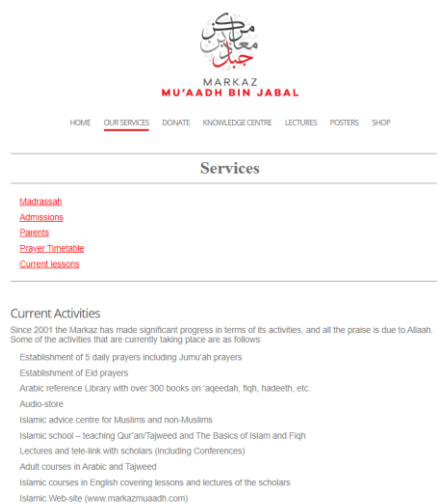 مركز
معاذ بن
جبل
MARKAZ
MU'AADH BIN JABAL
HOME OUR SERVICES DONATE KNOWLEDGE CENTRE LECTURES POSTERS SHOP
Services
Madrassah
Admissions
Parents
Prayer Timetable
Current lessons
Current Activities
Since 2001 the Markaz has made significant progress in terms of its activities, and all the praise is due to Allaah.
Some of the activities that are currently taking place are as follows:
Establishment of 5 daily prayers including Jumu'ah prayers
Establishment of Eid prayers
Arabic reference Library with over 300 books on 'aqeedah, fiqh, hadeeth, etc.
Audio-store
Islamic advice centre for Muslims and non-Muslims
Islamic school – teaching Qur'an/Tajweed and The Basics of Islam and Fiqh
Lectures and tele-link with scholars (including Conferences)
Adult courses in Arabic and Tajweed
Islamic courses in English covering lessons and lectures of the scholars
Islamic Web-site (www.markazmuaadh.com)